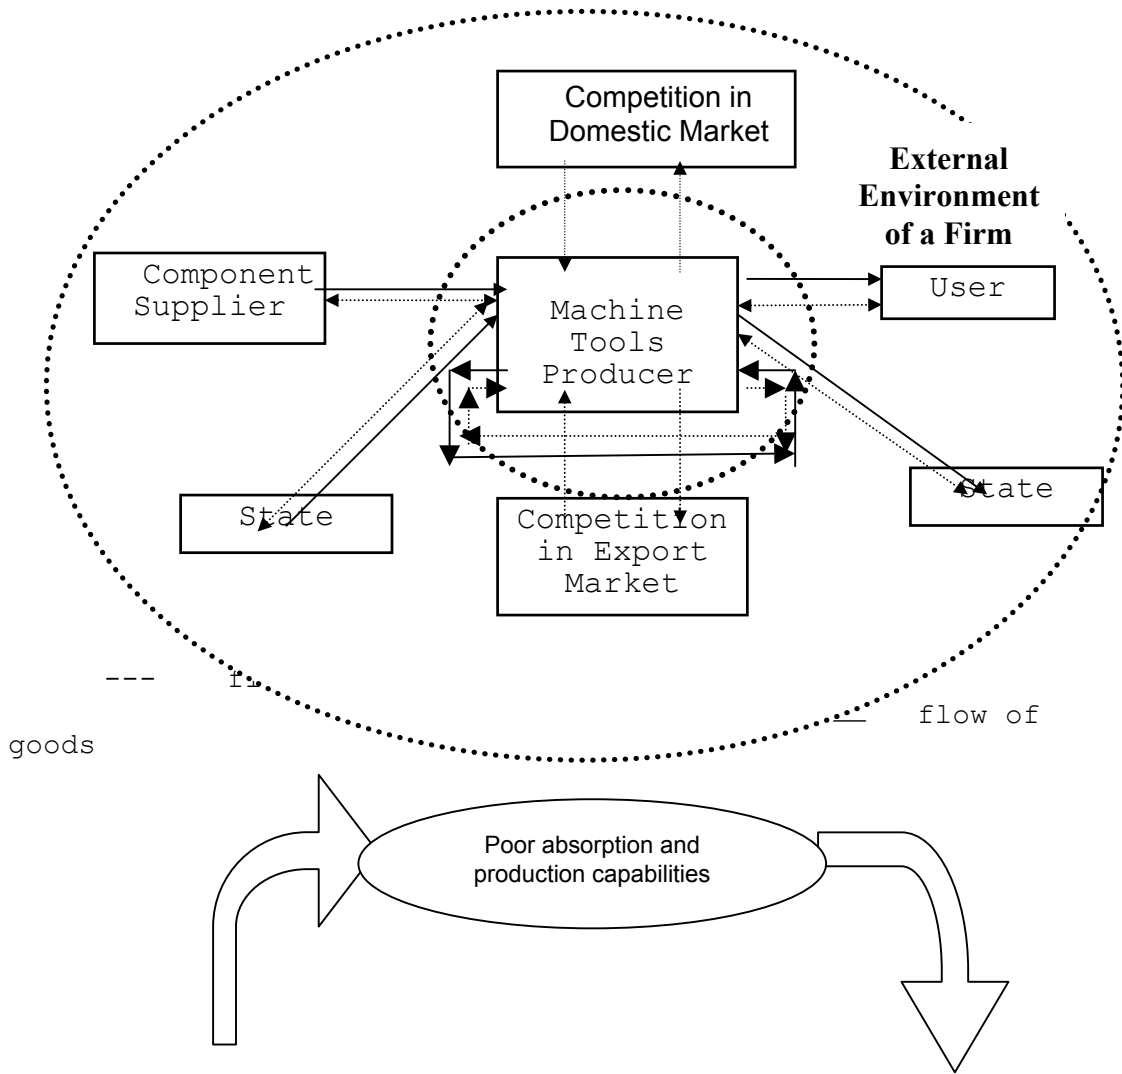 Competition in
Domestic Market
External
Environment
of a Firm
Component
Supplier
User
Machine
Tools
Producer
State
State
Competition
in Export
Market
---
flow of
goods
Poor absorption and
production capabilities